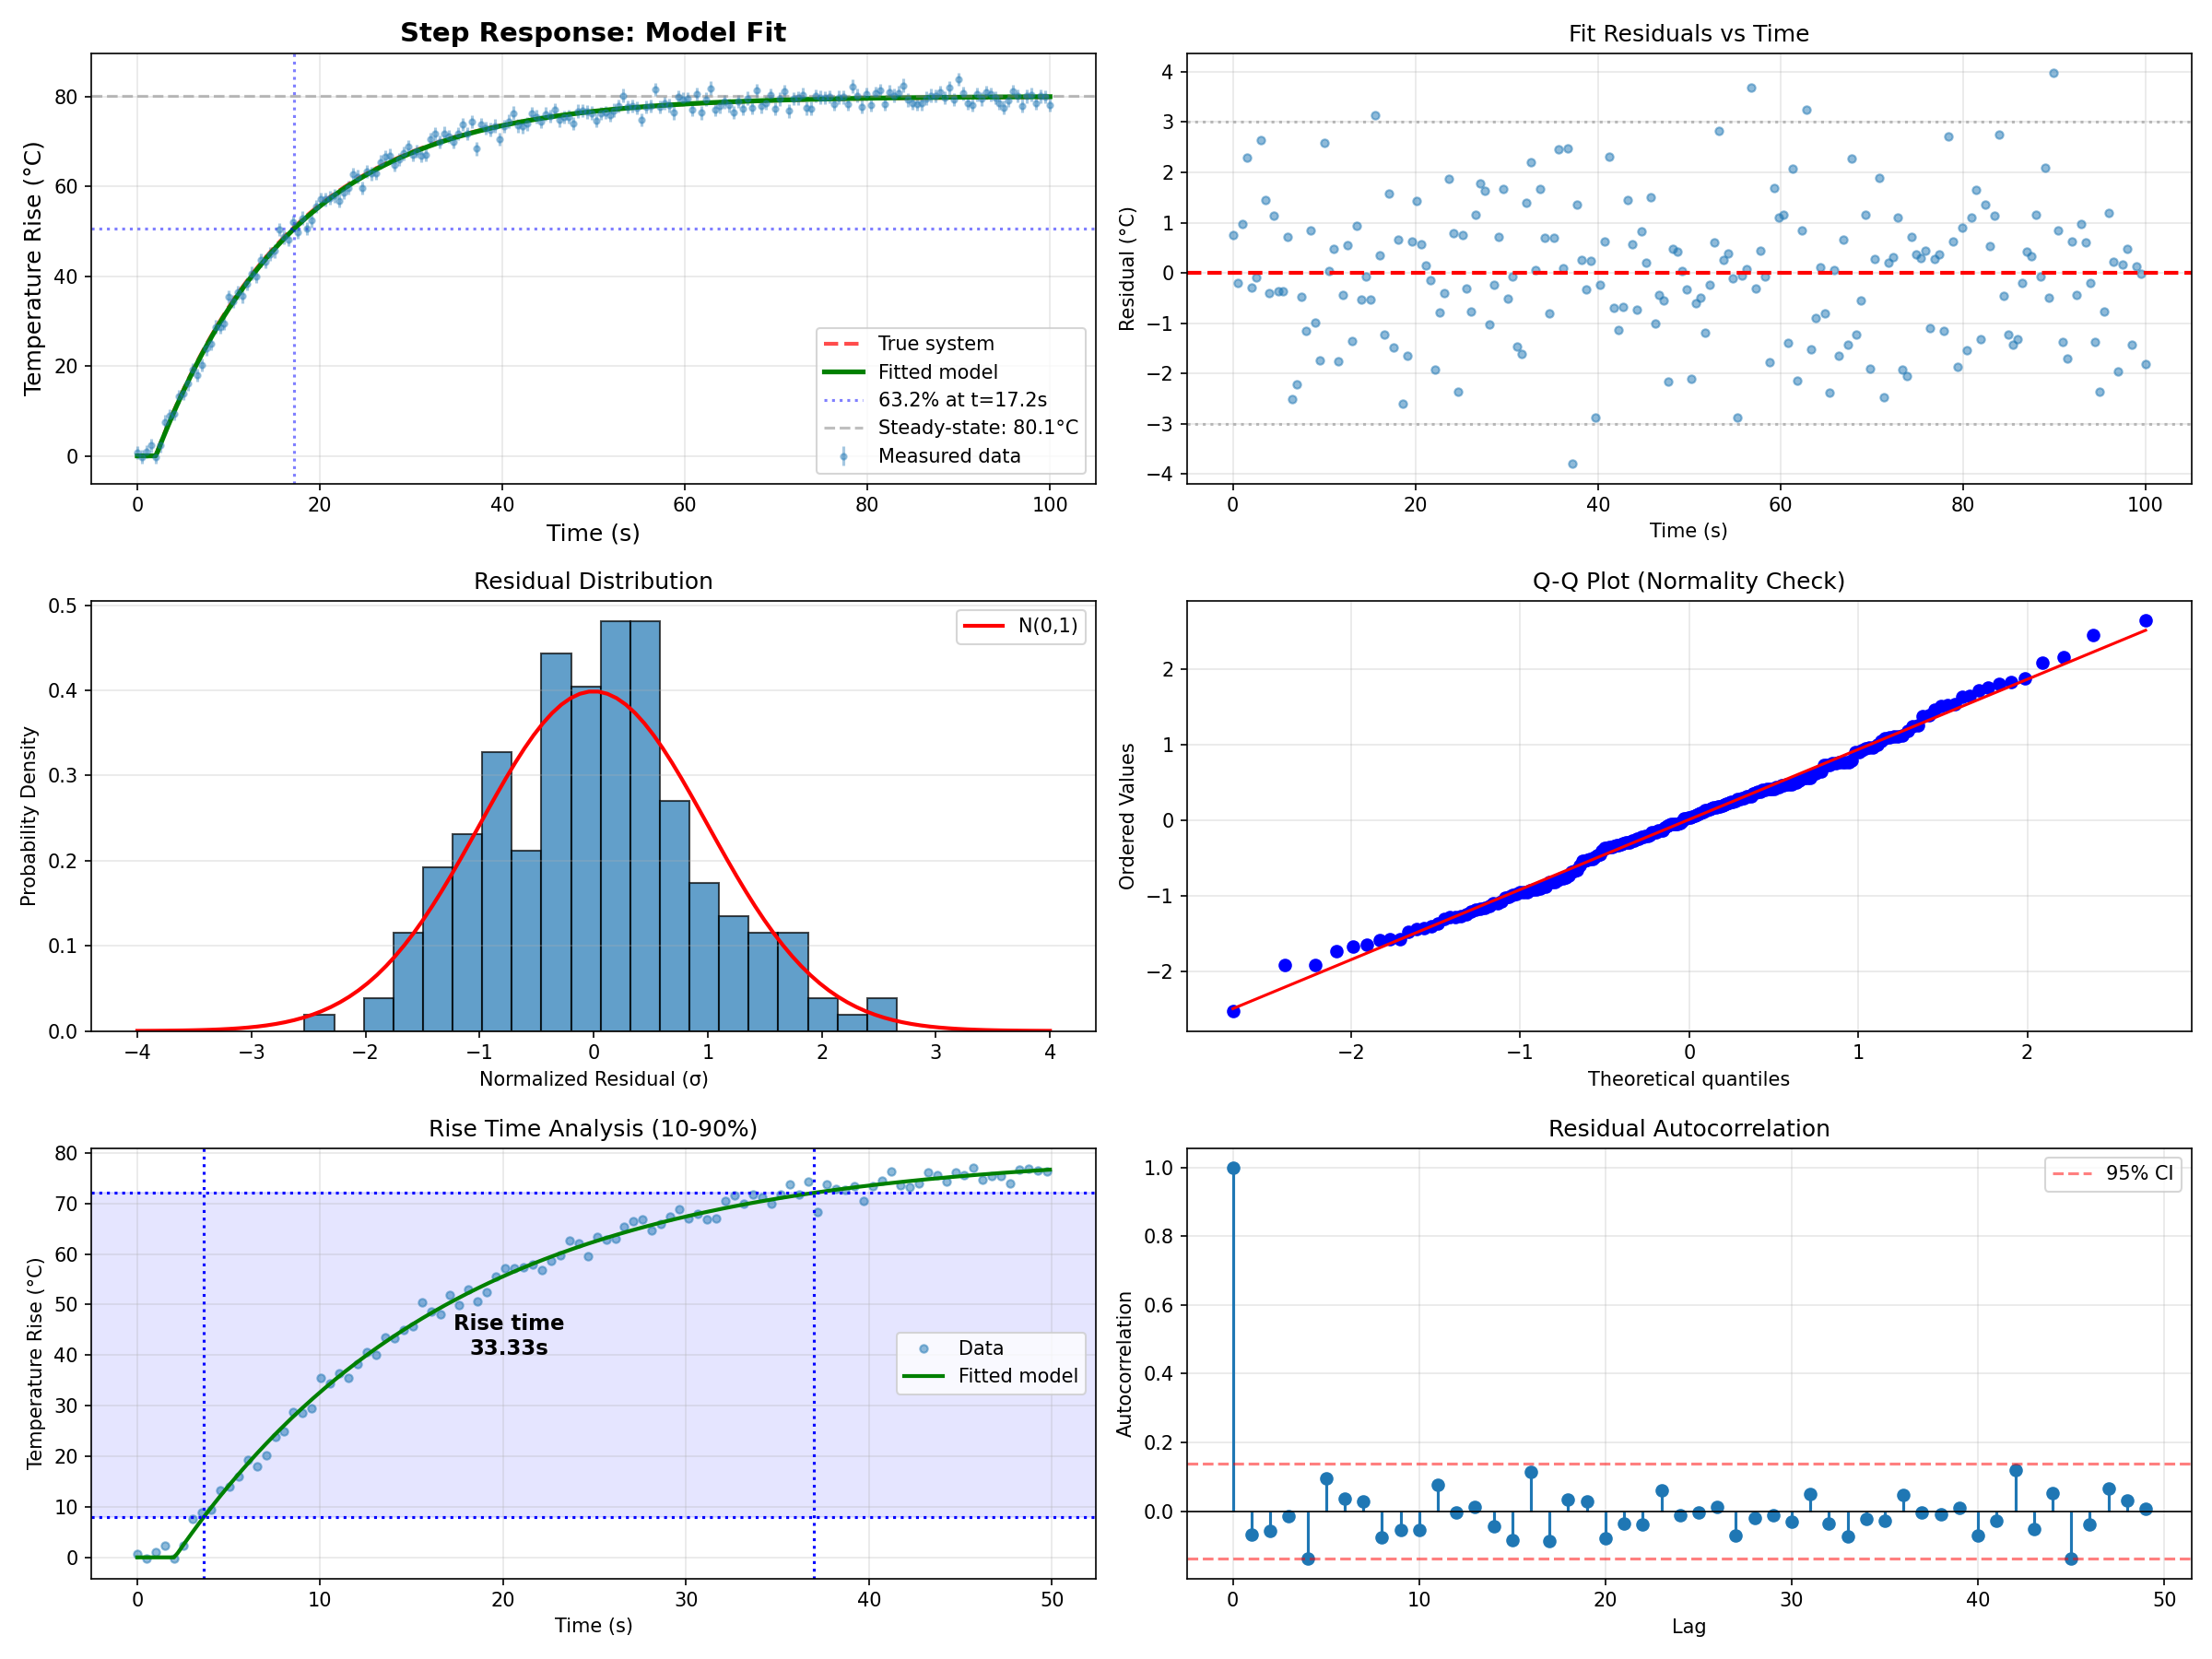 Step Response: Model Fit
Temperature Rise (°C)
80
60
40
20
0
0 20 40 60 80 100
Time (s)
True system
Fitted model
63.2% at t=17.2s
Steady-state: 80.1°C
Measured data
Fit Residuals vs Time
Residual (°C)
4
3
2
1
0
−1
−2
−3
−4
0 20 40 60 80 100
Time (s)
Residual Distribution
Probability Density
0.5
0.4
0.3
0.2
0.1
0.0
−4 −3 −2 −1 0 1 2 3 4
Normalized Residual (σ)
N(0,1)
Q-Q Plot (Normality Check)
Ordered Values
2
1
0
−1
−2
−2 −1 0 1 2
Theoretical quantiles
Rise Time Analysis (10-90%)
Temperature Rise (°C)
80
70
60
50
40
30
20
10
0
0 10 20 30 40 50
Time (s)
Rise time
33.33s
Data
Fitted model
Residual Autocorrelation
Autocorrelation
1.0
0.8
0.6
0.4
0.2
0.0
0 10 20 30 40 50
Lag
95% CI